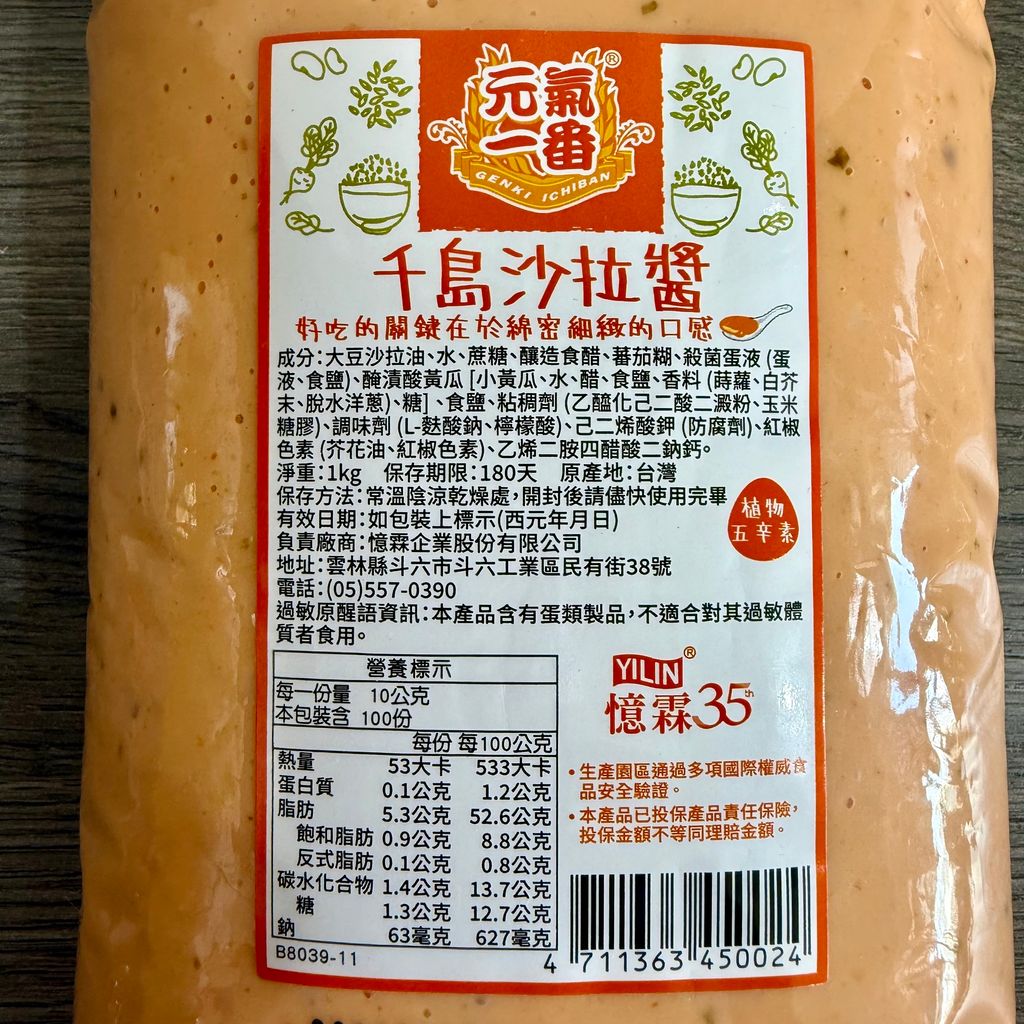 元氣
一番
®
GENKI ICHIBAN
千島沙拉醬
好吃的關鍵在於綿密細緻的口感
成分：大豆沙拉油、水、蔗糖、釀造食醋、蕃茄糊、殺菌蛋液 (蛋
液、食鹽)、醃漬酸黃瓜 [小黃瓜、水、醋、食鹽、香料 (蒔蘿、白芥
末、脫水洋蔥)、糖]、食鹽、粘稠劑 (乙醯化己二酸二澱粉、玉米
糖膠)、調味劑 (L-麩酸鈉、檸檬酸)、己二烯酸鉀 (防腐劑)、紅椒
色素 (芥花油、紅椒色素)、乙烯二胺四醋酸二鈉鈣。
淨重：1kg 保存期限：180天 原產地：台灣
保存方法：常溫陰涼乾燥處，開封後請儘快使用完畢
有效日期：如包裝上標示(西元年月日)
植物
五辛素
負責廠商：憶霖企業股份有限公司
地址：雲林縣斗六市斗六工業區民有街38號
電話：(05)557-0390
過敏原醒語資訊：本產品含有蛋類製品，不適合對其過敏體
質者食用。
營養標示
每一份量 10公克
本包裝含 100份
每份 每100公克
熱量 53大卡 533大卡
蛋白質 0.1公克 1.2公克
脂肪 5.3公克 52.6公克
飽和脂肪 0.9公克 8.8公克
反式脂肪 0.1公克 0.8公克
碳水化合物 1.4公克 13.7公克
糖 1.3公克 12.7公克
鈉 63毫克 627毫克
B8039-11
YILIN®
憶霖35th
•生產園區通過多項國際權威食
品安全驗證。
•本產品已投保產品責任保險，
投保金額不等同理賠金額。
4 711363 450024